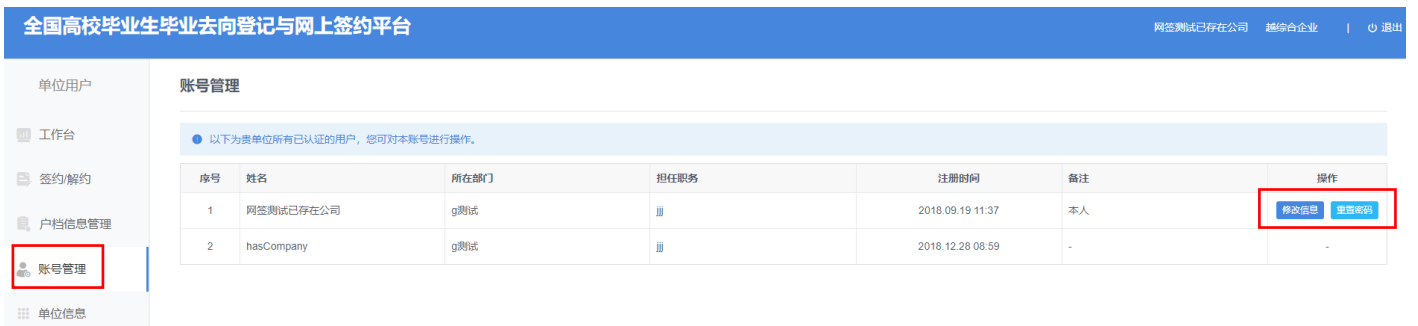 全国高校毕业生毕业去向登记与网上签约平台
网签测试已存在公司 越综合企业 | 退出
单位用户
工作台
签约/解约
户档信息管理
账号管理
单位信息
账号管理
以下为贵单位所有已认证的用户，您可对本账号进行操作。
序号 姓名 所在部门 担任职务 注册时间 备注 操作
1 网签测试已存在公司 g测试 jjj 2018.09.19 11:37 本人 修改信息 重置密码
2 hasCompany g测试 jjj 2018.12.28 08:59 - -